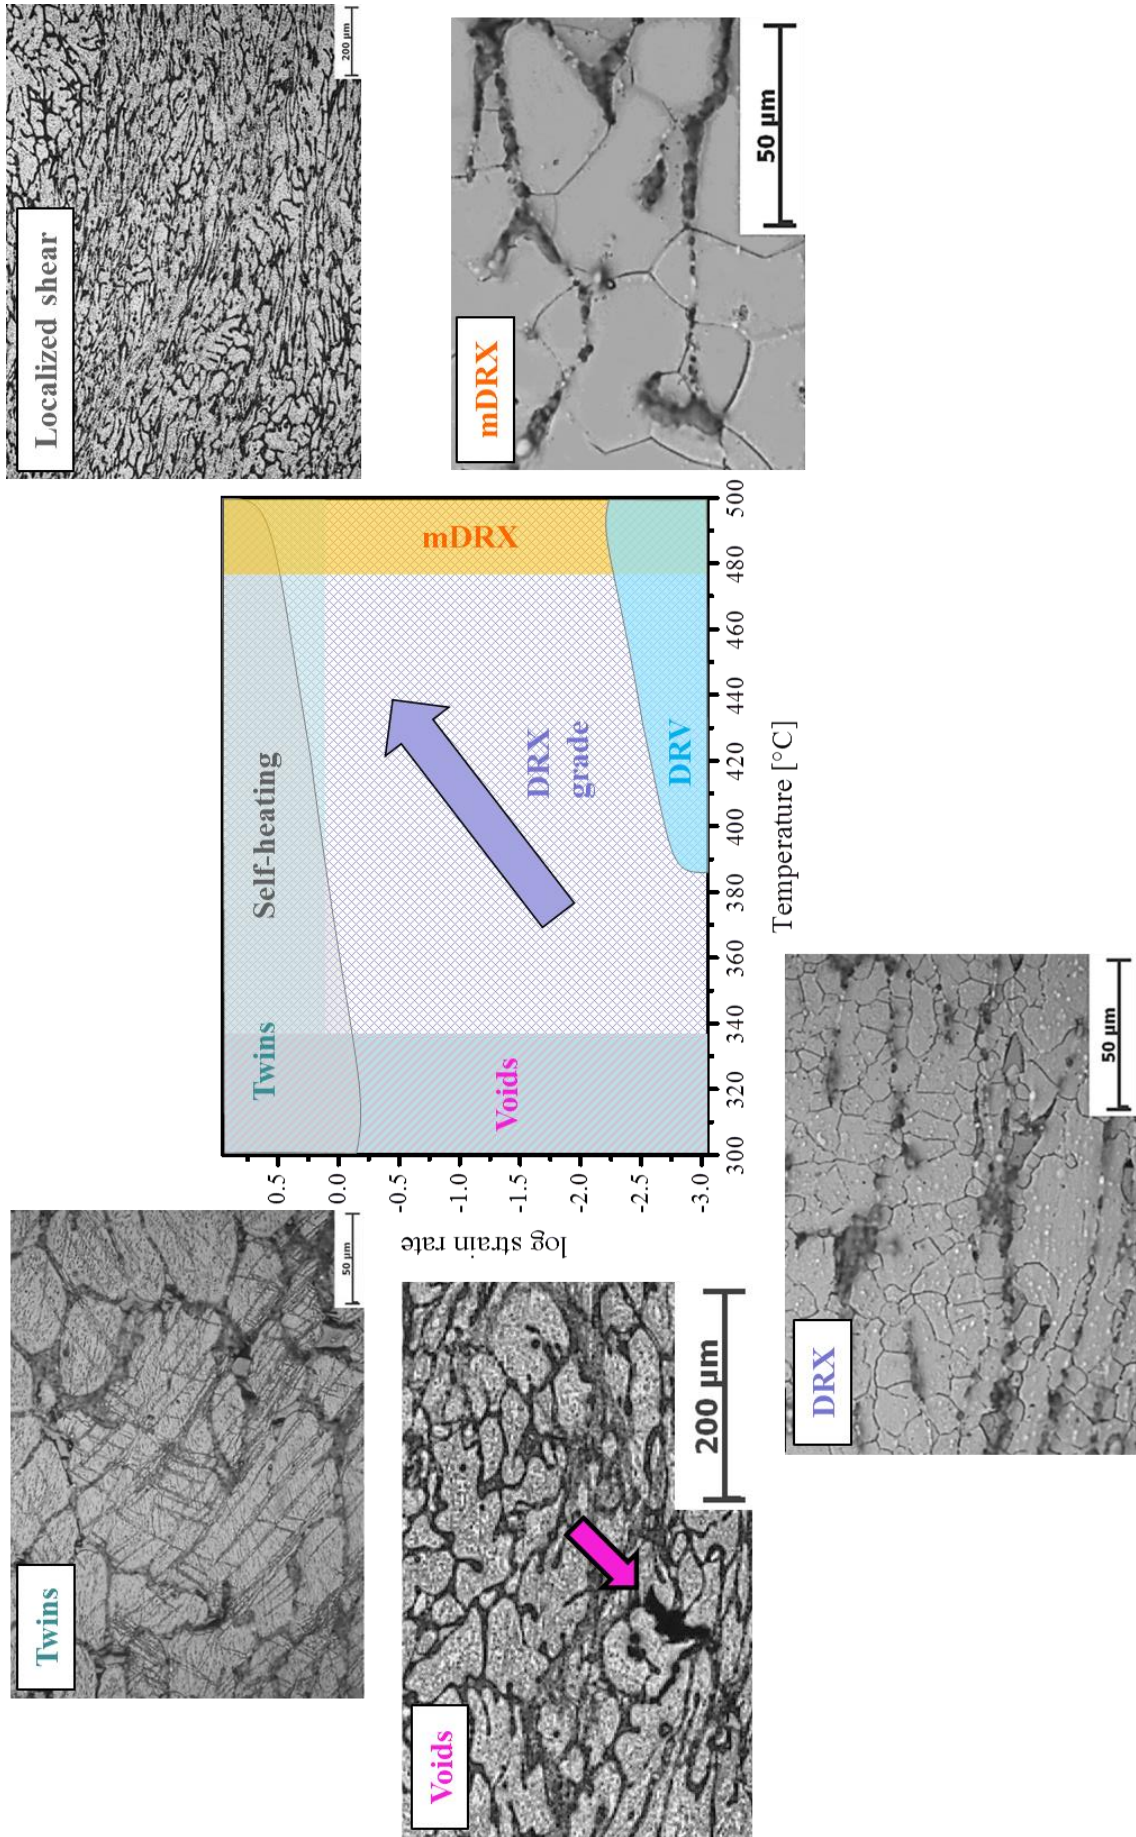 Twins
50 µm
Localized shear
200 µm
Voids
200 µm
log strain rate
0.5
0.0
-0.5
-1.0
-1.5
-2.0
-2.5
-3.0
Twins
Self-heating
Voids
DRX
grade
DRV
mDRX
300
320
340
360
380
400
420
440
460
480
500
Temperature [°C]
mDRX
50 µm
DRX
50 µm